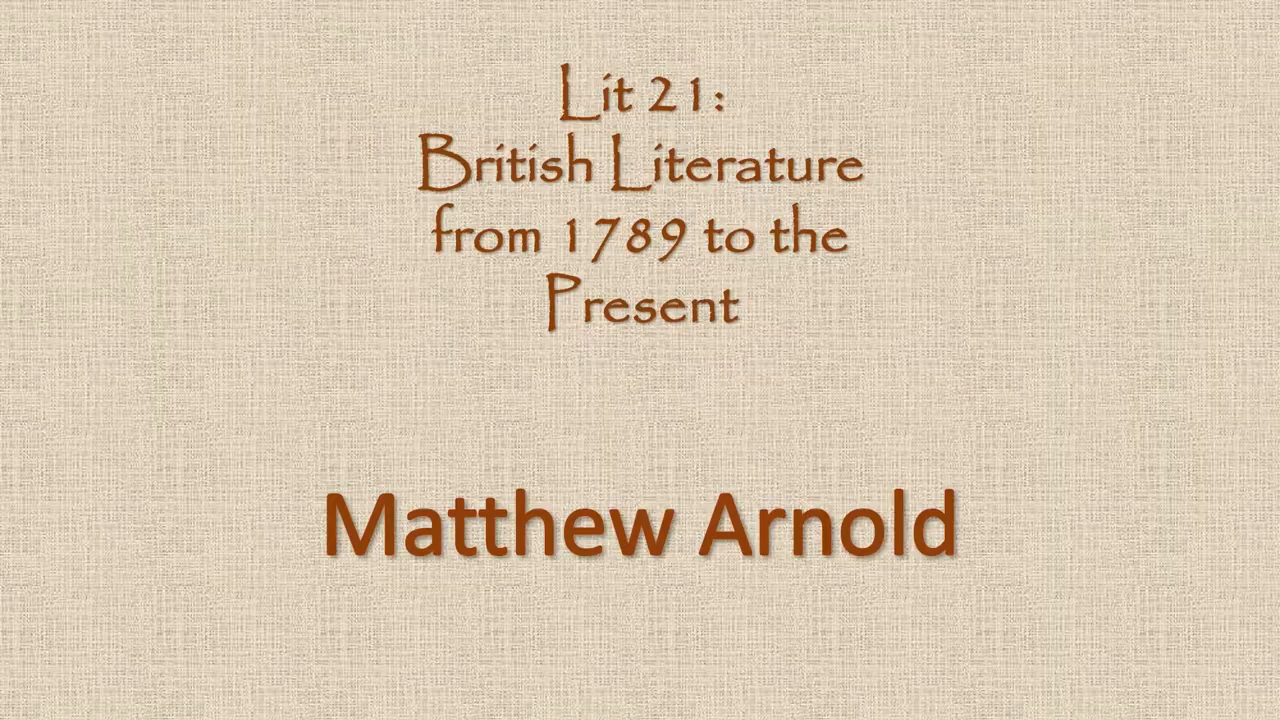 Lit 21:
British Literature
from 1789 to the
Present
Matthew Arnold